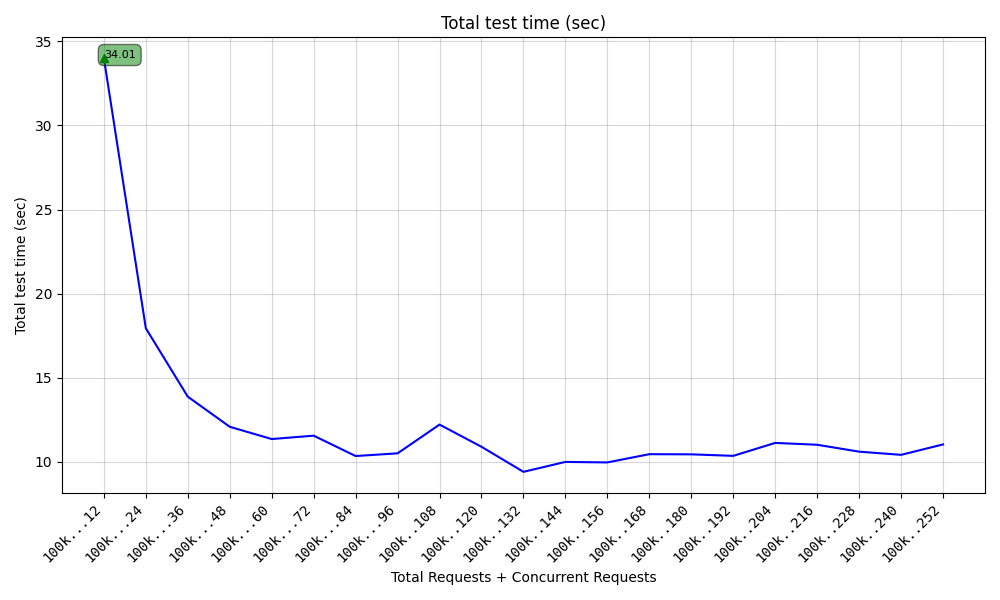 Total test time (sec)
34.01
35
30
25
20
15
10
Total test time (sec)
100k...12
100k...24
100k...36
100k...48
100k...60
100k...72
100k...84
100k...96
100k..108
100k..120
100k..132
100k..144
100k..156
100k..168
100k..180
100k..192
100k..204
100k..216
100k..228
100k..240
100k..252
Total Requests + Concurrent Requests